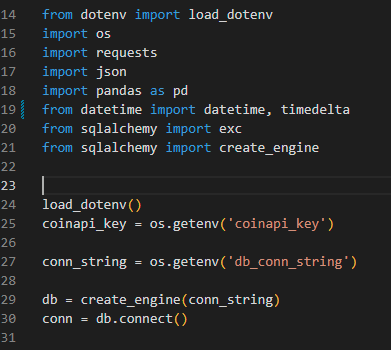 14 from dotenv import load_dotenv
15 import os
16 import requests
17 import json
18 import pandas as pd
19 from datetime import datetime, timedelta
20 from sqlalchemy import exc
21 from sqlalchemy import create_engine
22
23
24 load_dotenv()
25 coinapi_key = os.getenv('coinapi_key')
26
27 conn_string = os.getenv('db_conn_string')
28
29 db = create_engine(conn_string)
30 conn = db.connect()
31